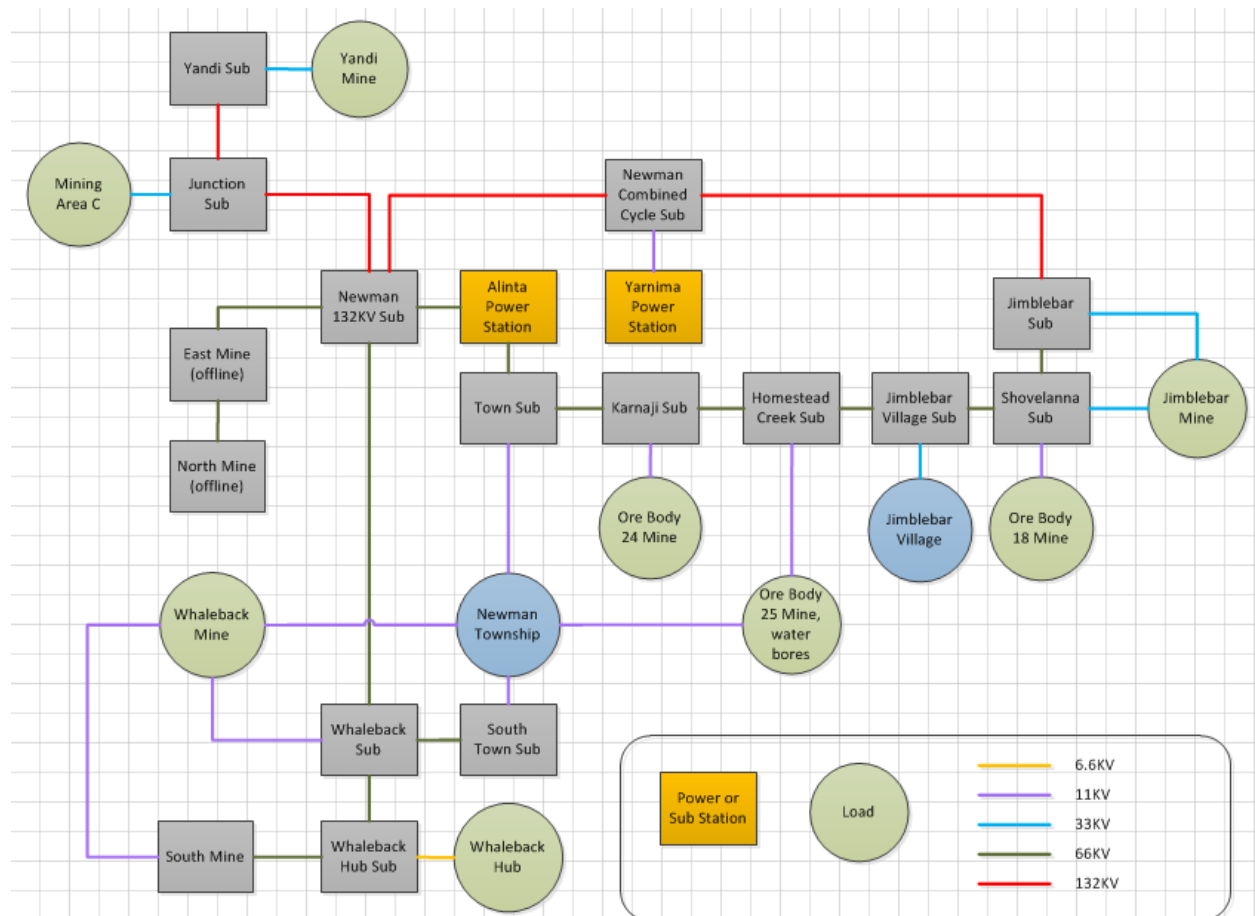 Yandi Sub
Yandi
Mine
Mining
Area C
Junction
Sub
Newman
Combined
Cycle Sub
Newman
132KV Sub
Alinta
Power
Station
Yarnima
Power
Station
Jimblebar
Sub
East Mine
(offline)
Town Sub
Karnaji Sub
Homestead
Creek Sub
Jimblebar
Village Sub
Shovelanna
Sub
Jimblebar
Mine
North Mine
(offline)
Ore Body
24 Mine
Jimblebar
Village
Ore Body
18 Mine
Whaleback
Mine
Newman
Township
Ore Body
25 Mine,
water
bores
Whaleback
Sub
South
Town Sub
South Mine
Whaleback
Hub Sub
Whaleback
Hub
Power or
Sub Station
Load
6.6KV
11KV
33KV
66KV
132KV